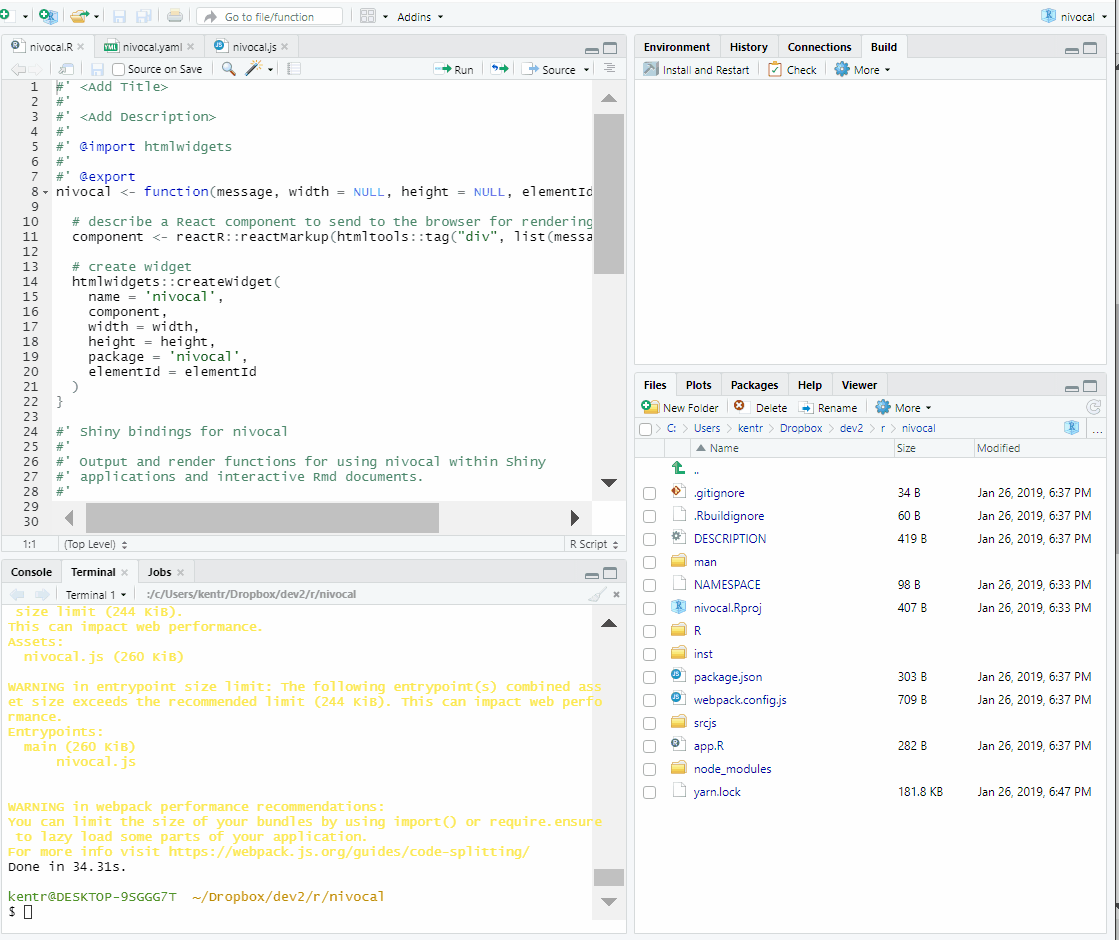 Go to file/function
Addins
nivocal
nivocal.R
nivocal.yaml
nivocal.js
Source on Save
Run
Source
1 #' <Add Title>
2 #'
3 #' <Add Description>
4 #'
5 #' @import htmlwidgets
6 #'
7 #' @export
8 nivocal <- function(message, width = NULL, height = NULL, elementId
9
10 # describe a React component to send to the browser for rendering
11 component <- reactR::reactMarkup(htmltools::tag("div", list(messa
12
13 # create widget
14 htmlwidgets::createWidget(
15 name = 'nivocal',
16 component,
17 width = width,
18 height = height,
19 package = 'nivocal',
20 elementId = elementId
21 )
22 }
23
24 #' Shiny bindings for nivocal
25 #'
26 #' Output and render functions for using nivocal within Shiny
27 #' applications and interactive Rmd documents.
28 #'
29
30
1:1 (Top Level) R Script
Console Terminal Jobs
Terminal 1 :/c/Users/kentr/Dropbox/dev2/r/nivocal
size limit (244 KiB).
This can impact web performance.
Assets:
nivocal.js (260 KiB)
WARNING in entrypoint size limit: The following entrypoint(s) combined ass
et size exceeds the recommended limit (244 KiB). This can impact web perfo
rmance.
Entrypoints:
main (260 KiB)
nivocal.js
WARNING in webpack performance recommendations:
You can limit the size of your bundles by using import() or require.ensure
to lazy load some parts of your application.
For more info visit https://webpack.js.org/guides/code-splitting/
Done in 34.31s.
kentr@DESKTOP-9SGGG7T ~/Dropbox/dev2/r/nivocal
$
Environment History Connections Build
Install and Restart Check More
Files Plots Packages Help Viewer
New Folder Delete Rename More
C: Users kentr Dropbox dev2 r nivocal ...
Name Size Modified
..
.gitignore 34 B Jan 26, 2019, 6:37 PM
.Rbuildignore 60 B Jan 26, 2019, 6:37 PM
DESCRIPTION 419 B Jan 26, 2019, 6:37 PM
man
NAMESPACE 98 B Jan 26, 2019, 6:33 PM
nivocal.Rproj 407 B Jan 26, 2019, 6:33 PM
R
inst
package.json 303 B Jan 26, 2019, 6:37 PM
webpack.config.js 709 B Jan 26, 2019, 6:37 PM
srcjs
app.R 282 B Jan 26, 2019, 6:37 PM
node_modules
yarn.lock 181.8 KB Jan 26, 2019, 6:47 PM